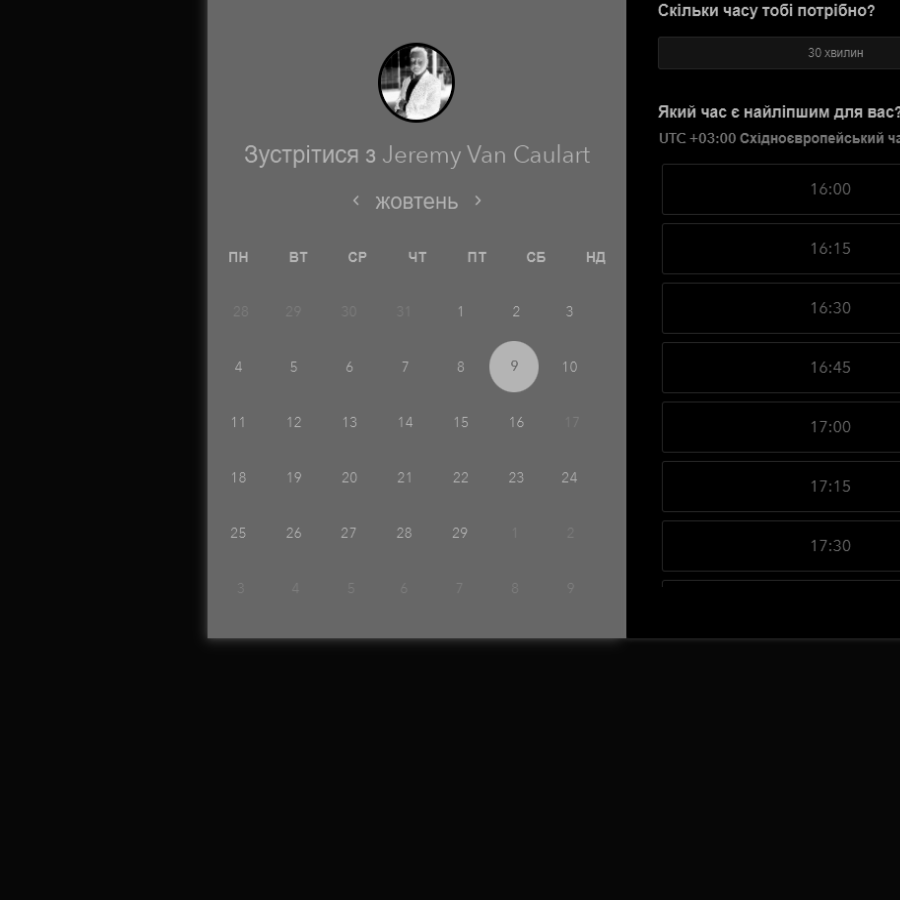 Зустрітися з Jeremy Van Caulart
жовтень
ПН ВТ СР ЧТ ПТ СБ НД
28 29 30 31 1 2 3
4 5 6 7 8 9 10
11 12 13 14 15 16 17
18 19 20 21 22 23 24
25 26 27 28 29 1 2
3 4 5 6 7 8 9
Скільки часу тобі потрібно?
30 хвилин
Який час є найліпшим для вас?
UTC +03:00 Східноєвропейський
16:00
16:15
16:30
16:45
17:00
17:15
17:30